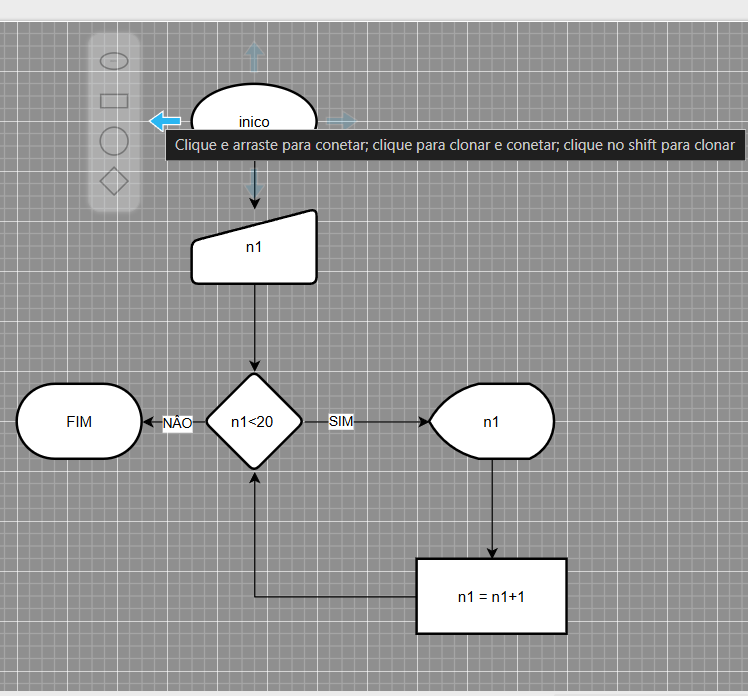 inico
Clique e arraste para conetar; clique para clonar e conetar; clique no shift para clonar
n1
FIM
NÃO
n1<20
SIM
n1
n1 = n1+1